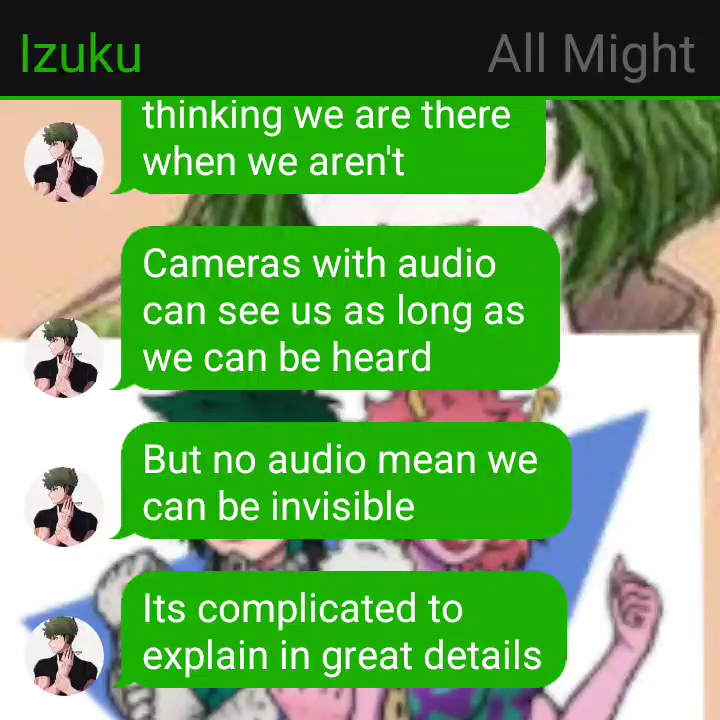 Izuku All Might
thinking we are there
when we aren't
Cameras with audio
can see us as long as
we can be heard
But no audio mean we
can be invisible
Its complicated to
explain in great details